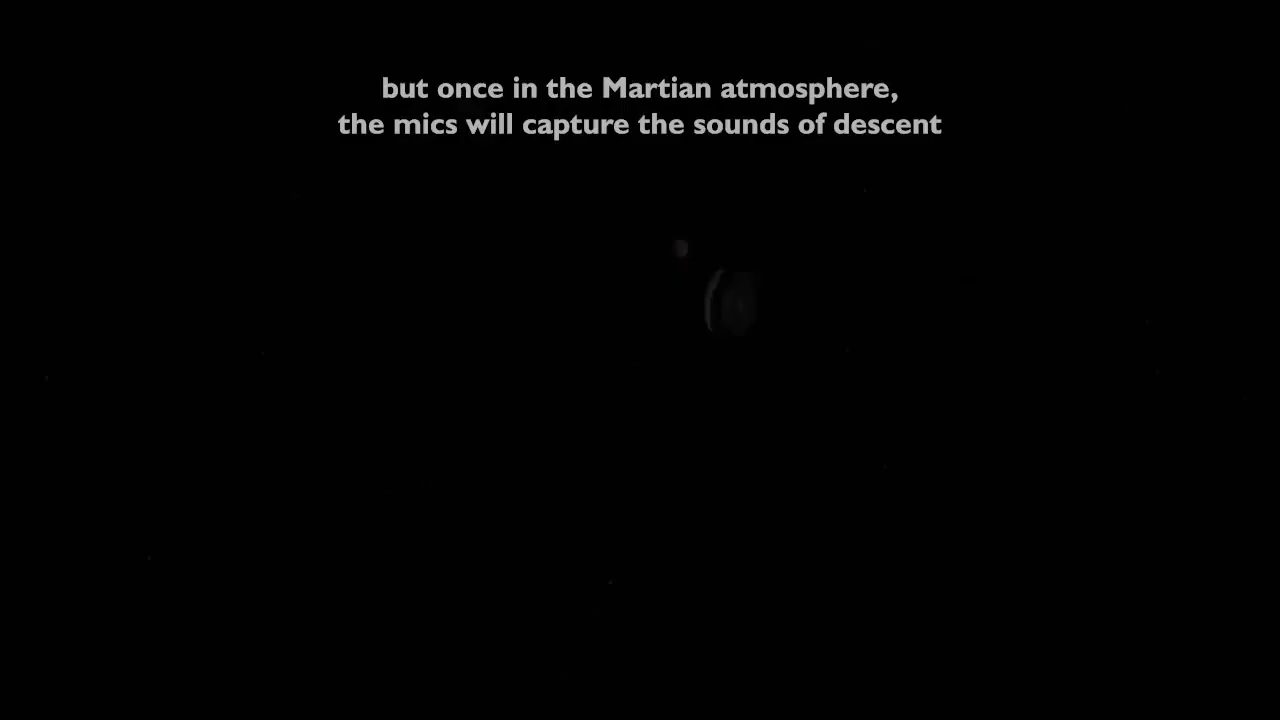 but once in the Martian atmosphere,
the mics will capture the sounds of descent